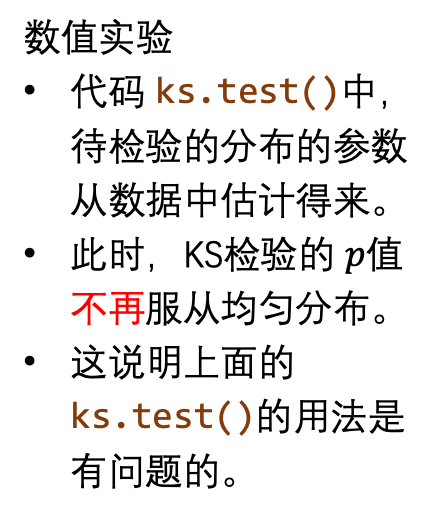 数值实验
• 代码 ks.test()中，
待检验的分布的参数
从数据中估计得来。
• 此时，KS检验的 p值
不再服从均匀分布。
• 这说明上面的
ks.test()的用法是
有问题的。